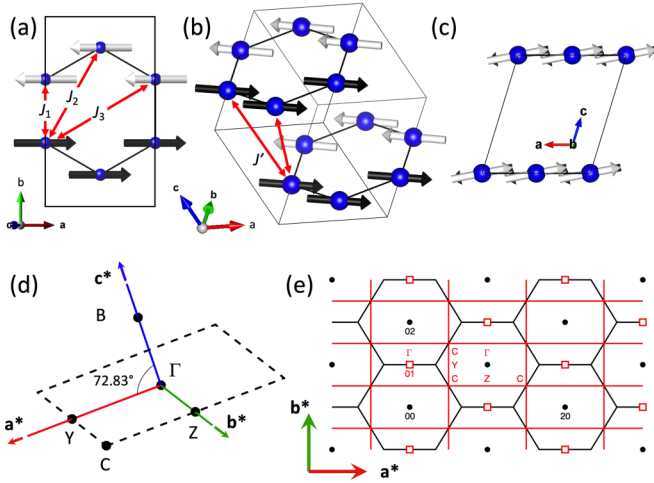 (a)
J1
J2
J3
b
c
a
(b)
J'
c
b
a
(c)
c
a
b
(d)
c*
B
Γ
72.83°
a*
Y
Z
b*
C
(e)
02
Γ
C
Γ
01
Y
C
Z
C
00
20
b*
a*